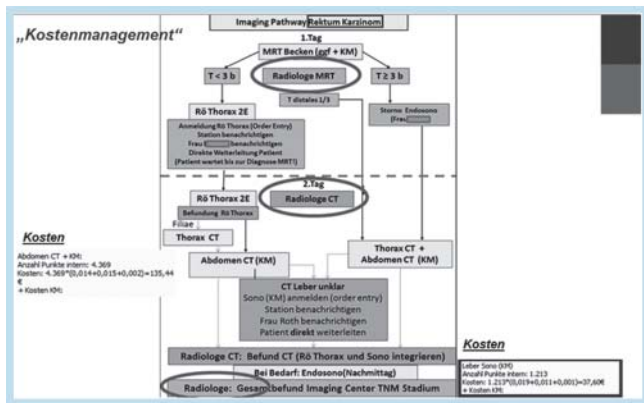 „Kostenmanagement“
Imaging Pathway Rektum Karzinom
1.Tag
MRT Becken (ggf + KM)
T < 3 b
Radiologe MRT
T ≥ 3 b
T distales 1/3
Storno Endosono
(Frau
Rö Thorax 2E
Anmeldung Rö Thorax (Order Entry)
Station benachrichtigen
Frau benachrichtigen
Direkte Weiterleitung Patient
(Patient wartet bis zur Diagnose MRT!)
2.Tag
Rö Thorax 2E
Radiologe CT
Befundung Rö Thorax
Filiae
Thorax CT
Thorax CT +
Abdomen CT (KM)
Abdomen CT (KM)
Kosten
Abdomen CT + KM:
Anzahl Punkte intern: 4.369
Kosten: 4.369*(0,014+0,015+0,002)=135,44
€
+ Kosten KM:
CT Leber unklar
Sono (KM) anmelden (order entry)
Station benachrichtigen
Frau Roth benachrichtigen
Patient direkt weiterleiten
Radiologe CT: Befund CT (Rö Thorax und Sono integrieren)
Bei Bedarf: Endosono(Nachmittag)
Radiologe: Gesamtbefund Imaging Center TNM Stadium
Kosten
Leber Sono (KM)
Anzahl Punkte intern: 1.213
Kosten: 1.213*(0,019+0,011+0,001)=37,60€
+ Kosten KM: